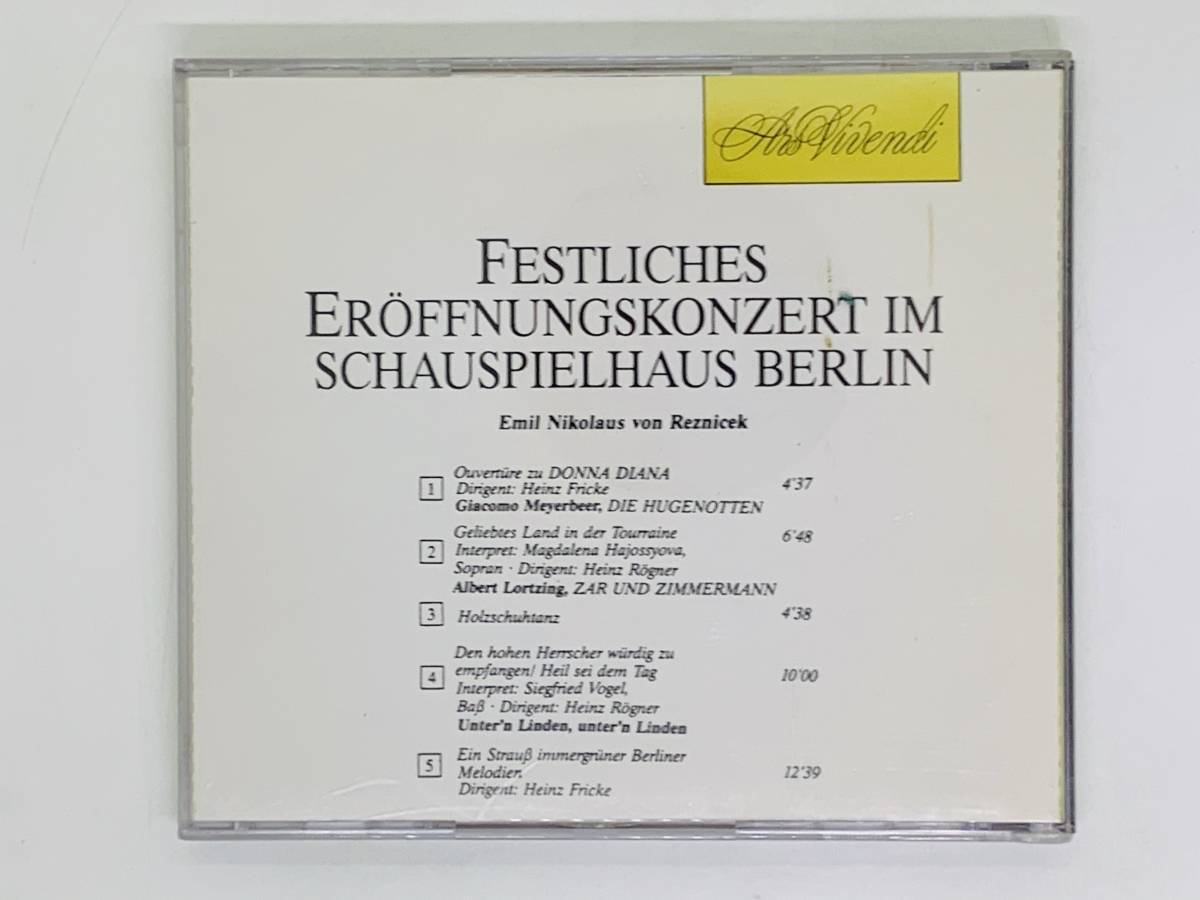 Ars Vivendi
FESTLICHES
ERÖFFNUNGSKONZERT IM
SCHAUSPIELHAUS BERLIN
Emil Nikolaus von Reznicek
1 Ouvertüre zu DONNA DIANA 4'37
Dirigent: Heinz Fricke
Giacomo Meyerbeer, DIE HUGENOTTEN
2 Geliebtes Land in der Tourraine 6'48
Interpret: Magdalena Hajossyova,
Sopran · Dirigent: Heinz Rögner
Albert Lortzing, ZAR UND ZIMMERMANN
3 Holzschuhtanz 4'38
Den hohen Herrscher würdig zu
4 empfangen! Heil sei dem Tag 10'00
Interpret: Siegfried Vogel,
Baß · Dirigent: Heinz Rögner
Unter'n Linden, unter'n Linden
5 Ein Strauß immergrüner Berliner
Melodien 12'39
Dirigent: Heinz Fricke